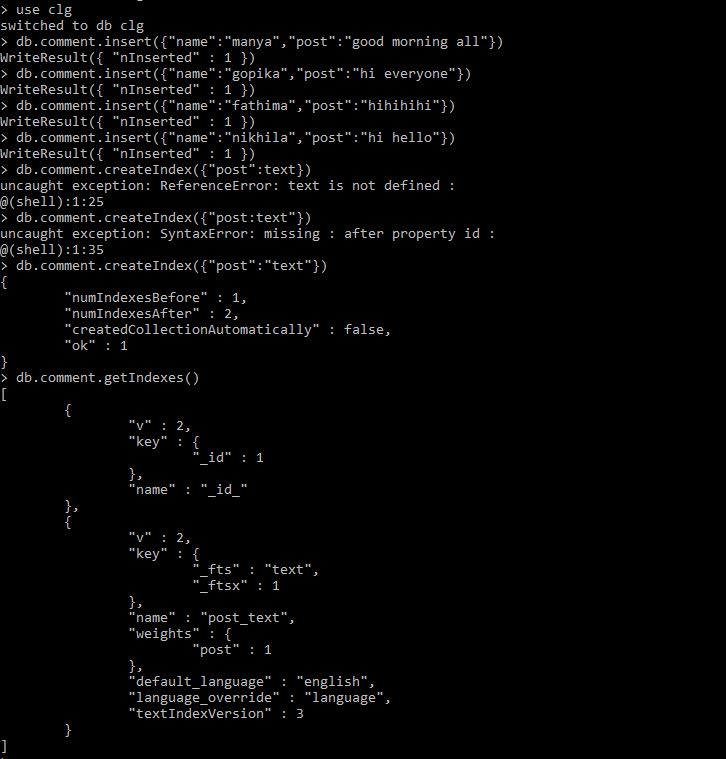 > use clg
switched to db clg
> db.comment.insert({"name":"manya","post":"good morning all"})
WriteResult({ "nInserted" : 1 })
> db.comment.insert({"name":"gopika","post":"hi everyone"})
WriteResult({ "nInserted" : 1 })
> db.comment.insert({"name":"fathima","post":"hihihihi"})
WriteResult({ "nInserted" : 1 })
> db.comment.insert({"name":"nikhila","post":"hi hello"})
WriteResult({ "nInserted" : 1 })
> db.comment.createIndex({"post":text})
uncaught exception: ReferenceError: text is not defined :
@(shell):1:25
> db.comment.createIndex({"post:text"})
uncaught exception: SyntaxError: missing : after property id :
@(shell):1:35
> db.comment.createIndex({"post":"text"})
{
        "numIndexesBefore" : 1,
        "numIndexesAfter" : 2,
        "createdCollectionAutomatically" : false,
        "ok" : 1
}
> db.comment.getIndexes()
[
        {
                "v" : 2,
                "key" : {
                        "_id" : 1
                },
                "name" : "_id_"
        },
        {
                "v" : 2,
                "key" : {
                        "_fts" : "text",
                        "_ftsx" : 1
                },
                "name" : "post_text",
                "weights" : {
                        "post" : 1
                },
                "default_language" : "english",
                "language_override" : "language",
                "textIndexVersion" : 3
        }
]